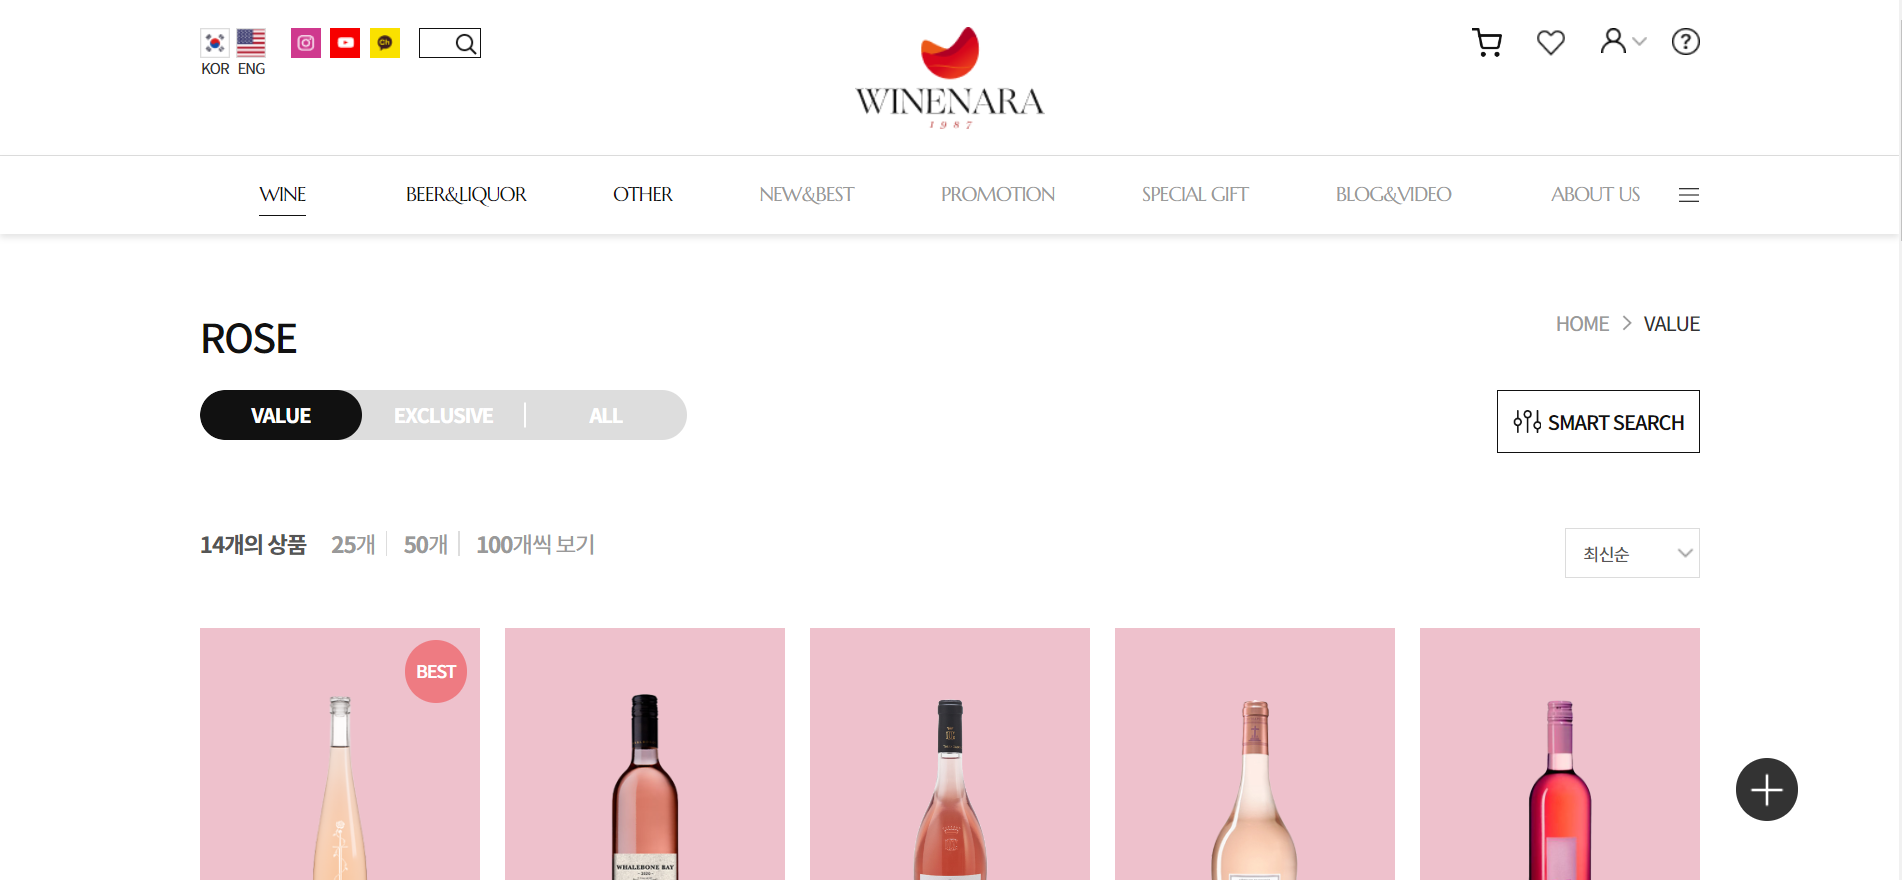 KOR ENG
Ch
WINENARA
1987
WINE BEER&LIQUOR OTHER NEW&BEST PROMOTION SPECIAL GIFT BLOG&VIDEO ABOUT US
HOME > VALUE
ROSE
VALUE EXCLUSIVE ALL
SMART SEARCH
14개의 상품 25개 50개 100개씩 보기
최신순
BEST
WHALEBONE BAY